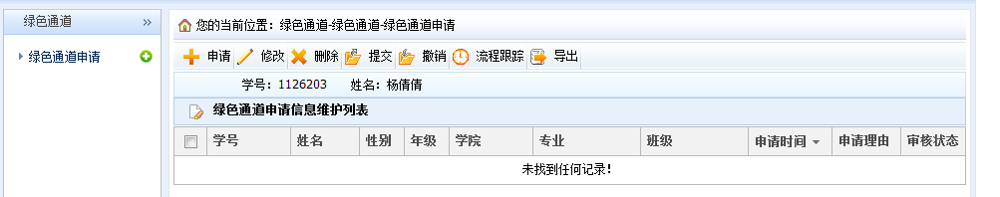 绿色通道 >>
您的当前位置：绿色通道-绿色通道-绿色通道申请
绿色通道申请
申请 修改 删除 提交 撤销 流程跟踪 导出
学号：1126203 姓名：杨倩倩
绿色通道申请信息维护列表
学号 姓名 性别 年级 学院 专业 班级 申请时间 申请理由 审核状态
未找到任何记录！